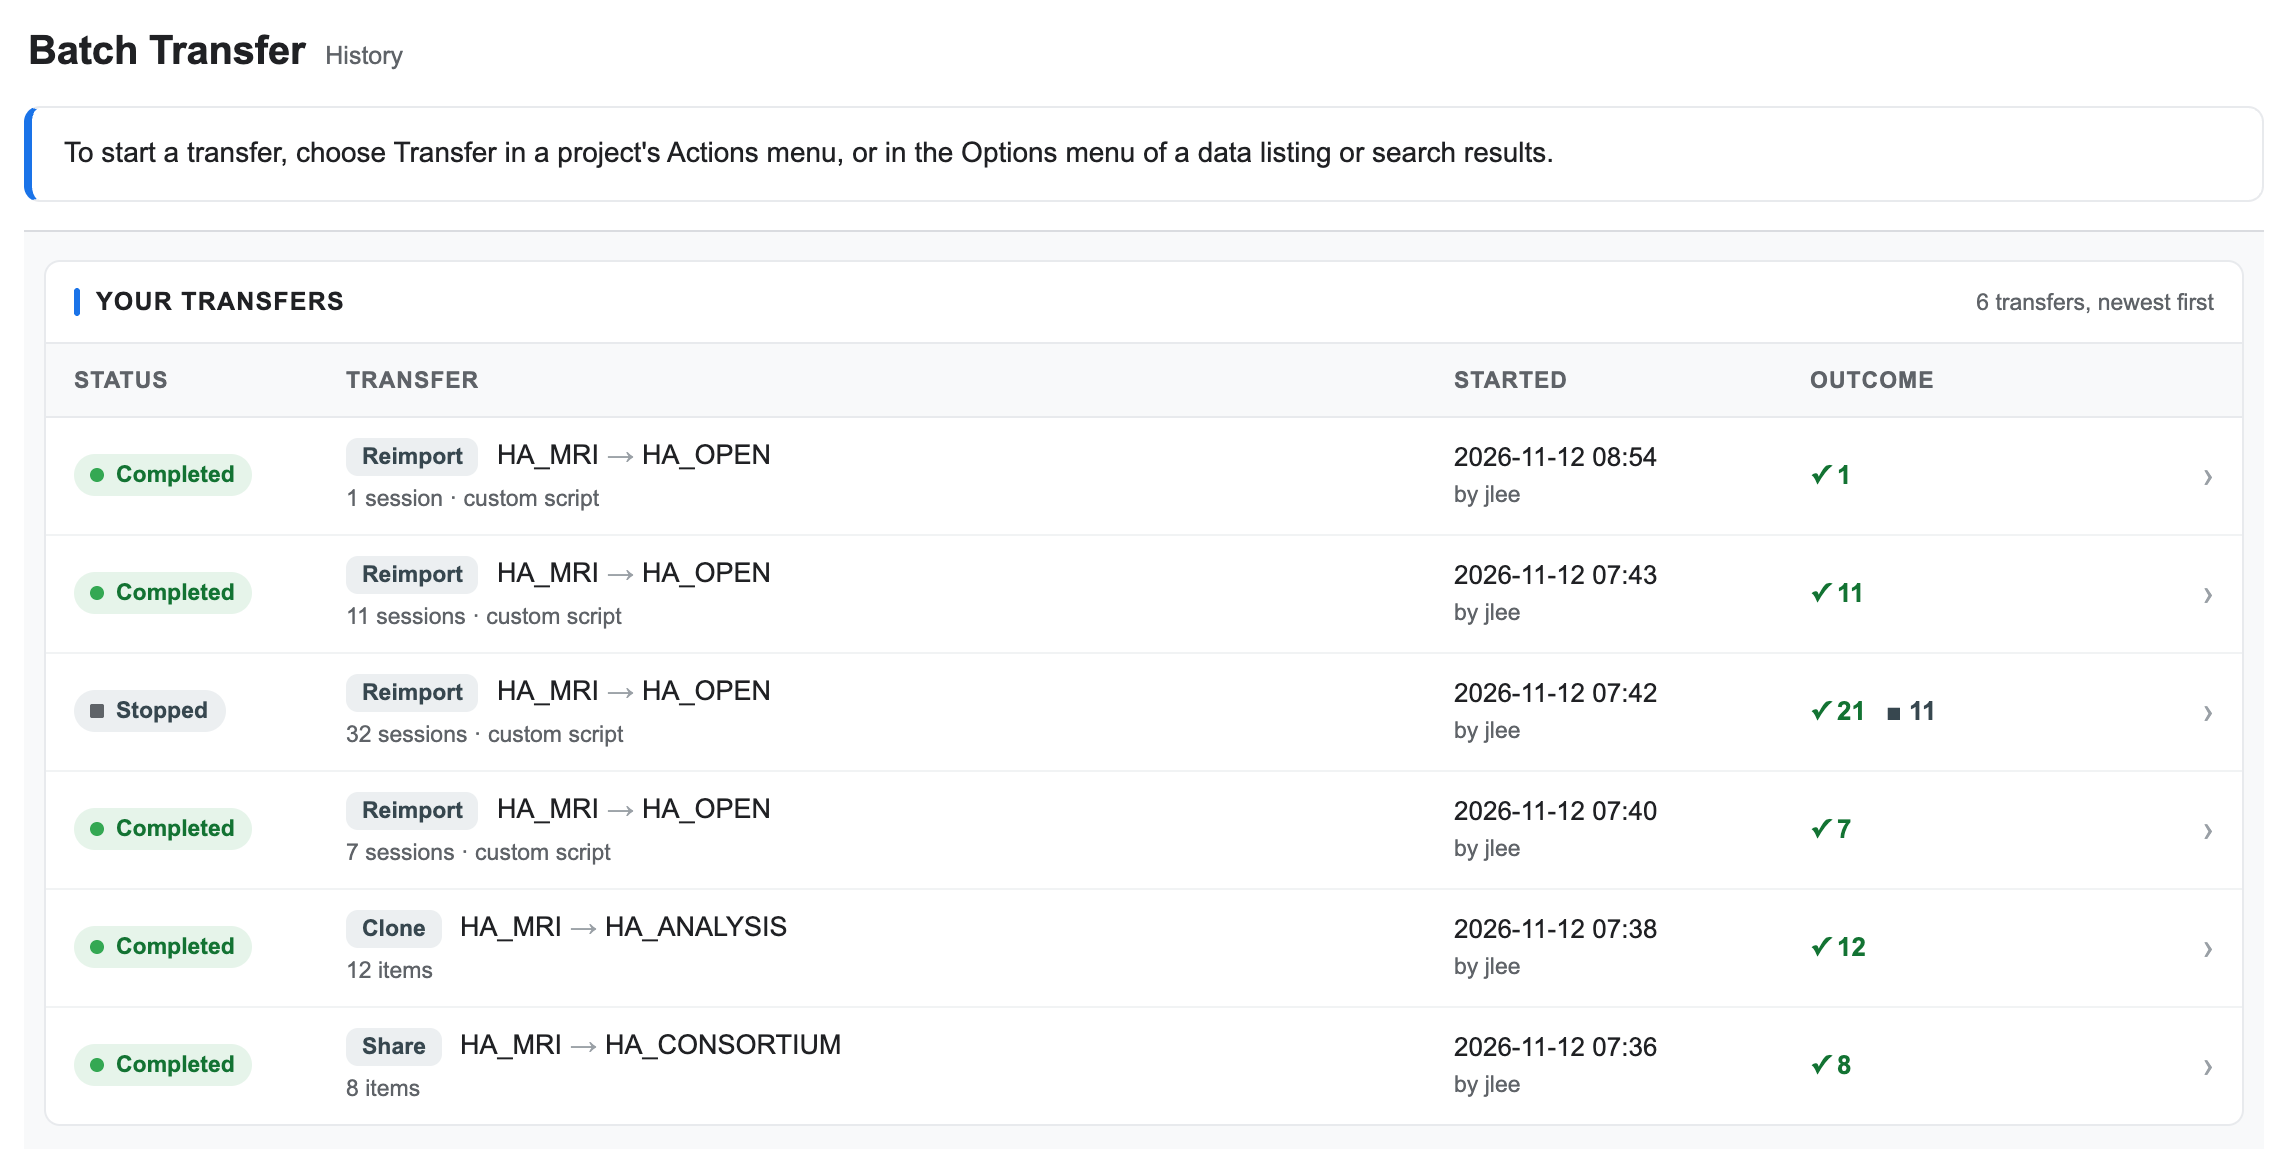 Batch Transfer History
To start a transfer, choose Transfer in a project's Actions menu, or in the Options menu of a data listing or search results.
YOUR TRANSFERS 6 transfers, newest first
STATUS TRANSFER STARTED OUTCOME
Completed Reimport HA_MRI → HA_OPEN 2026-11-12 08:54 ✓ 1 ›
1 session · custom script by jlee
Completed Reimport HA_MRI → HA_OPEN 2026-11-12 07:43 ✓ 11 ›
11 sessions · custom script by jlee
Stopped Reimport HA_MRI → HA_OPEN 2026-11-12 07:42 ✓ 21 ■ 11 ›
32 sessions · custom script by jlee
Completed Reimport HA_MRI → HA_OPEN 2026-11-12 07:40 ✓ 7 ›
7 sessions · custom script by jlee
Completed Clone HA_MRI → HA_ANALYSIS 2026-11-12 07:38 ✓ 12 ›
12 items by jlee
Completed Share HA_MRI → HA_CONSORTIUM 2026-11-12 07:36 ✓ 8 ›
8 items by jlee